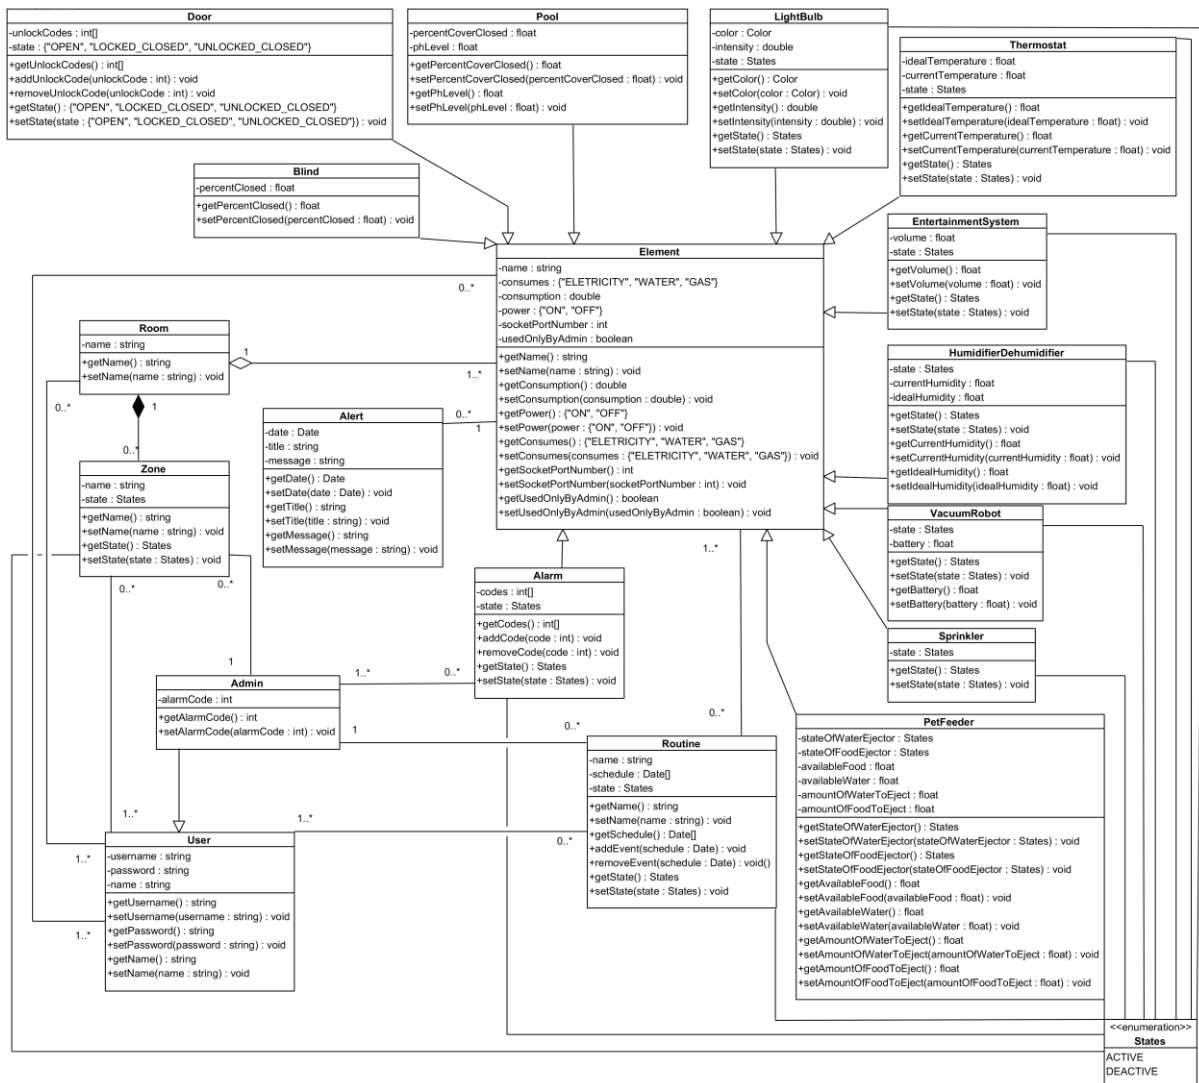 Door
-unlockCodes : int[]
-state : {"OPEN", "LOCKED_CLOSED", "UNLOCKED_CLOSED"}
+getUnlockCodes() : int[]
+addUnlockCode(unlockCode : int) : void
+removeUnlockCode(unlockCode : int) : void
+getState() : {"OPEN", "LOCKED_CLOSED", "UNLOCKED_CLOSED"}
+setState(state : {"OPEN", "LOCKED_CLOSED", "UNLOCKED_CLOSED"}) : void
Pool
-percentCoverClosed : float
-phLevel : float
+getPercentCoverClosed() : float
+setPercentCoverClosed(percentCoverClosed : float) : void
+getPhLevel() : float
+setPhLevel(phLevel : float) : void
LightBulb
-color : Color
-intensity : double
-state : States
+getColor() : Color
+setColor(color : Color) : void
+getIntensity() : double
+setIntensity(intensity : double) : void
+getState() : States
+setState(state : States) : void
Thermostat
-idealTemperature : float
-currentTemperature : float
-state : States
+getIdealTemperature() : float
+setIdealTemperature(idealTemperature : float) : void
+getCurrentTemperature() : float
+setCurrentTemperature(currentTemperature : float) : void
+getState() : States
+setState(state : States) : void
Blind
-percentClosed : float
+getPercentClosed() : float
+setPercentClosed(percentClosed : float) : void
EntertainmentSystem
-volume : float
-state : States
+getVolume() : float
+setVolume(volume : float) : void
+getState() : States
+setState(state : States) : void
Element
-name : string
-consumes : {"ELETRICITY", "WATER", "GAS"}
-consumption : double
-power : {"ON", "OFF"}
-socketPortNumber : int
-usedOnlyByAdmin : boolean
+getName() : string
+setName(name : string) : void
+getConsumption() : double
+setConsumption(consumption : double) : void
+getPower() : {"ON", "OFF"}
+setPower(power : {"ON", "OFF"}) : void
+getConsumes() : {"ELETRICITY", "WATER", "GAS"}
+setConsumes(consumes : {"ELETRICITY", "WATER", "GAS"}) : void
+getSocketPortNumber() : int
+setSocketPortNumber(socketPortNumber : int) : void
+getUsedOnlyByAdmin() : boolean
+setUsedOnlyByAdmin(usedOnlyByAdmin : boolean) : void
0..*
Room
-name : string
+getName() : string
+setName(name : string) : void
1
1..*
0..*
1
0..*
HumidifierDehumidifier
-state : States
-currentHumidity : float
-idealHumidity : float
+getState() : States
+setState(state : States) : void
+getCurrentHumidity() : float
+setCurrentHumidity(currentHumidity : float) : void
+getIdealHumidity() : float
+setIdealHumidity(idealHumidity : float) : void
Alert
-date : Date
-title : string
-message : string
+getDate() : Date
+setDate(date : Date) : void
+getTitle() : string
+setTitle(title : string) : void
+getMessage() : string
+setMessage(message : string) : void
0..*
1
Zone
-name : string
-state : States
+getName() : string
+setName(name : string) : void
+getState() : States
+setState(state : States) : void
0..*
0..*
VacuumRobot
-state : States
-battery : float
+getState() : States
+setState(state : States) : void
+getBattery() : float
+setBattery(battery : float) : void
1..*
Alarm
-codes : int[]
-state : States
+getCodes() : int[]
+addCode(code : int) : void
+removeCode(code : int) : void
+getState() : States
+setState(state : States) : void
Sprinkler
-state : States
+getState() : States
+setState(state : States) : void
1
1..*
0..*
Admin
-alarmCode : int
+getAlarmCode() : int
+setAlarmCode(alarmCode : int) : void
1
0..*
0..*
PetFeeder
-stateOfWaterEjector : States
-stateOfFoodEjector : States
-availableFood : float
-availableWater : float
-amountOfWaterToEject : float
-amountOfFoodToEject : float
+getStateOfWaterEjector() : States
+setStateOfWaterEjector(stateOfWaterEjector : States) : void
+getStateOfFoodEjector() : States
+setStateOfFoodEjector(stateOfFoodEjector : States) : void
+getAvailableFood() : float
+setAvailableFood(availableFood : float) : void
+getAvailableWater() : float
+setAvailableWater(availableWater : float) : void
+getAmountOfWaterToEject() : float
+setAmountOfWaterToEject(amountOfWaterToEject : float) : void
+getAmountOfFoodToEject() : float
+setAmountOfFoodToEject(amountOfFoodToEject : float) : void
Routine
-name : string
-schedule : Date[]
-state : States
+getName() : string
+setName(name : string) : void
+getSchedule() : Date[]
+addEvent(schedule : Date) : void
+removeEvent(schedule : Date) : void()
+getState() : States
+setState(state : States) : void
1..*
1..*
0..*
1..*
1..*
User
-username : string
-password : string
-name : string
+getUsername() : string
+setUsername(username : string) : void
+getPassword() : string
+setPassword(password : string) : void
+getName() : string
+setName(name : string) : void
<<enumeration>>
States
ACTIVE
DEACTIVE